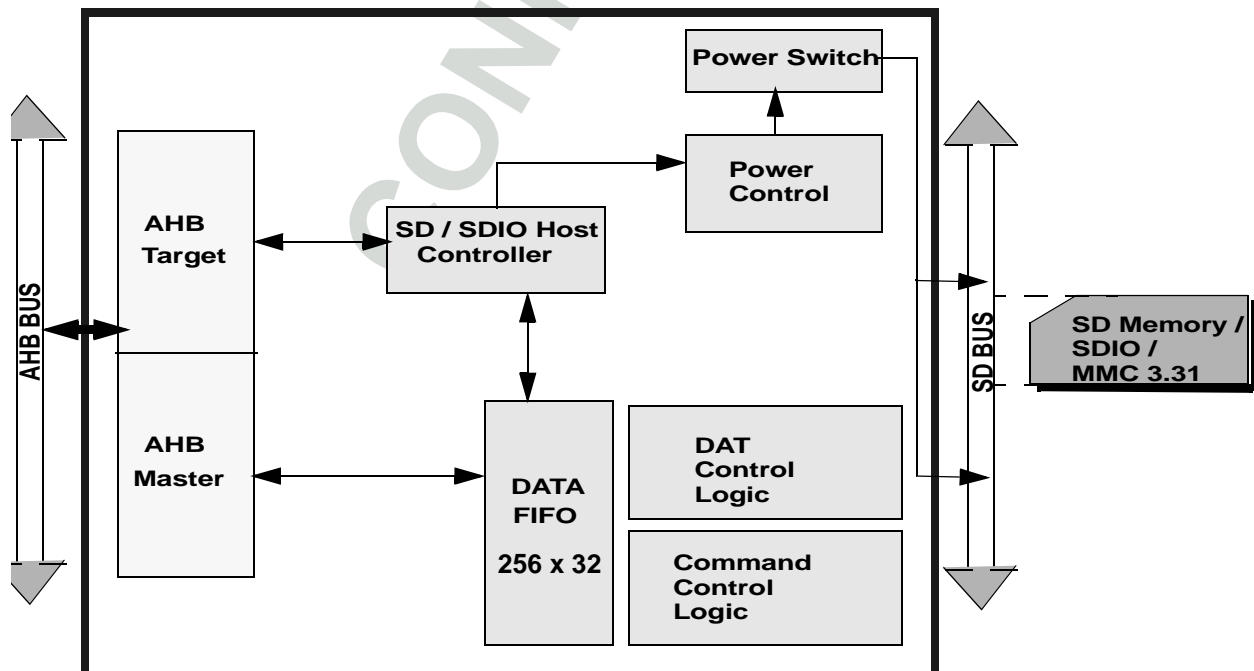 CON
Power Switch
Power
Control
AHB
Target
SD / SDIO Host
Controller
AHB BUS
SD BUS
SD Memory /
SDIO /
MMC 3.31
AHB
Master
DATA
FIFO
256 x 32
DAT
Control
Logic
Command
Control
Logic